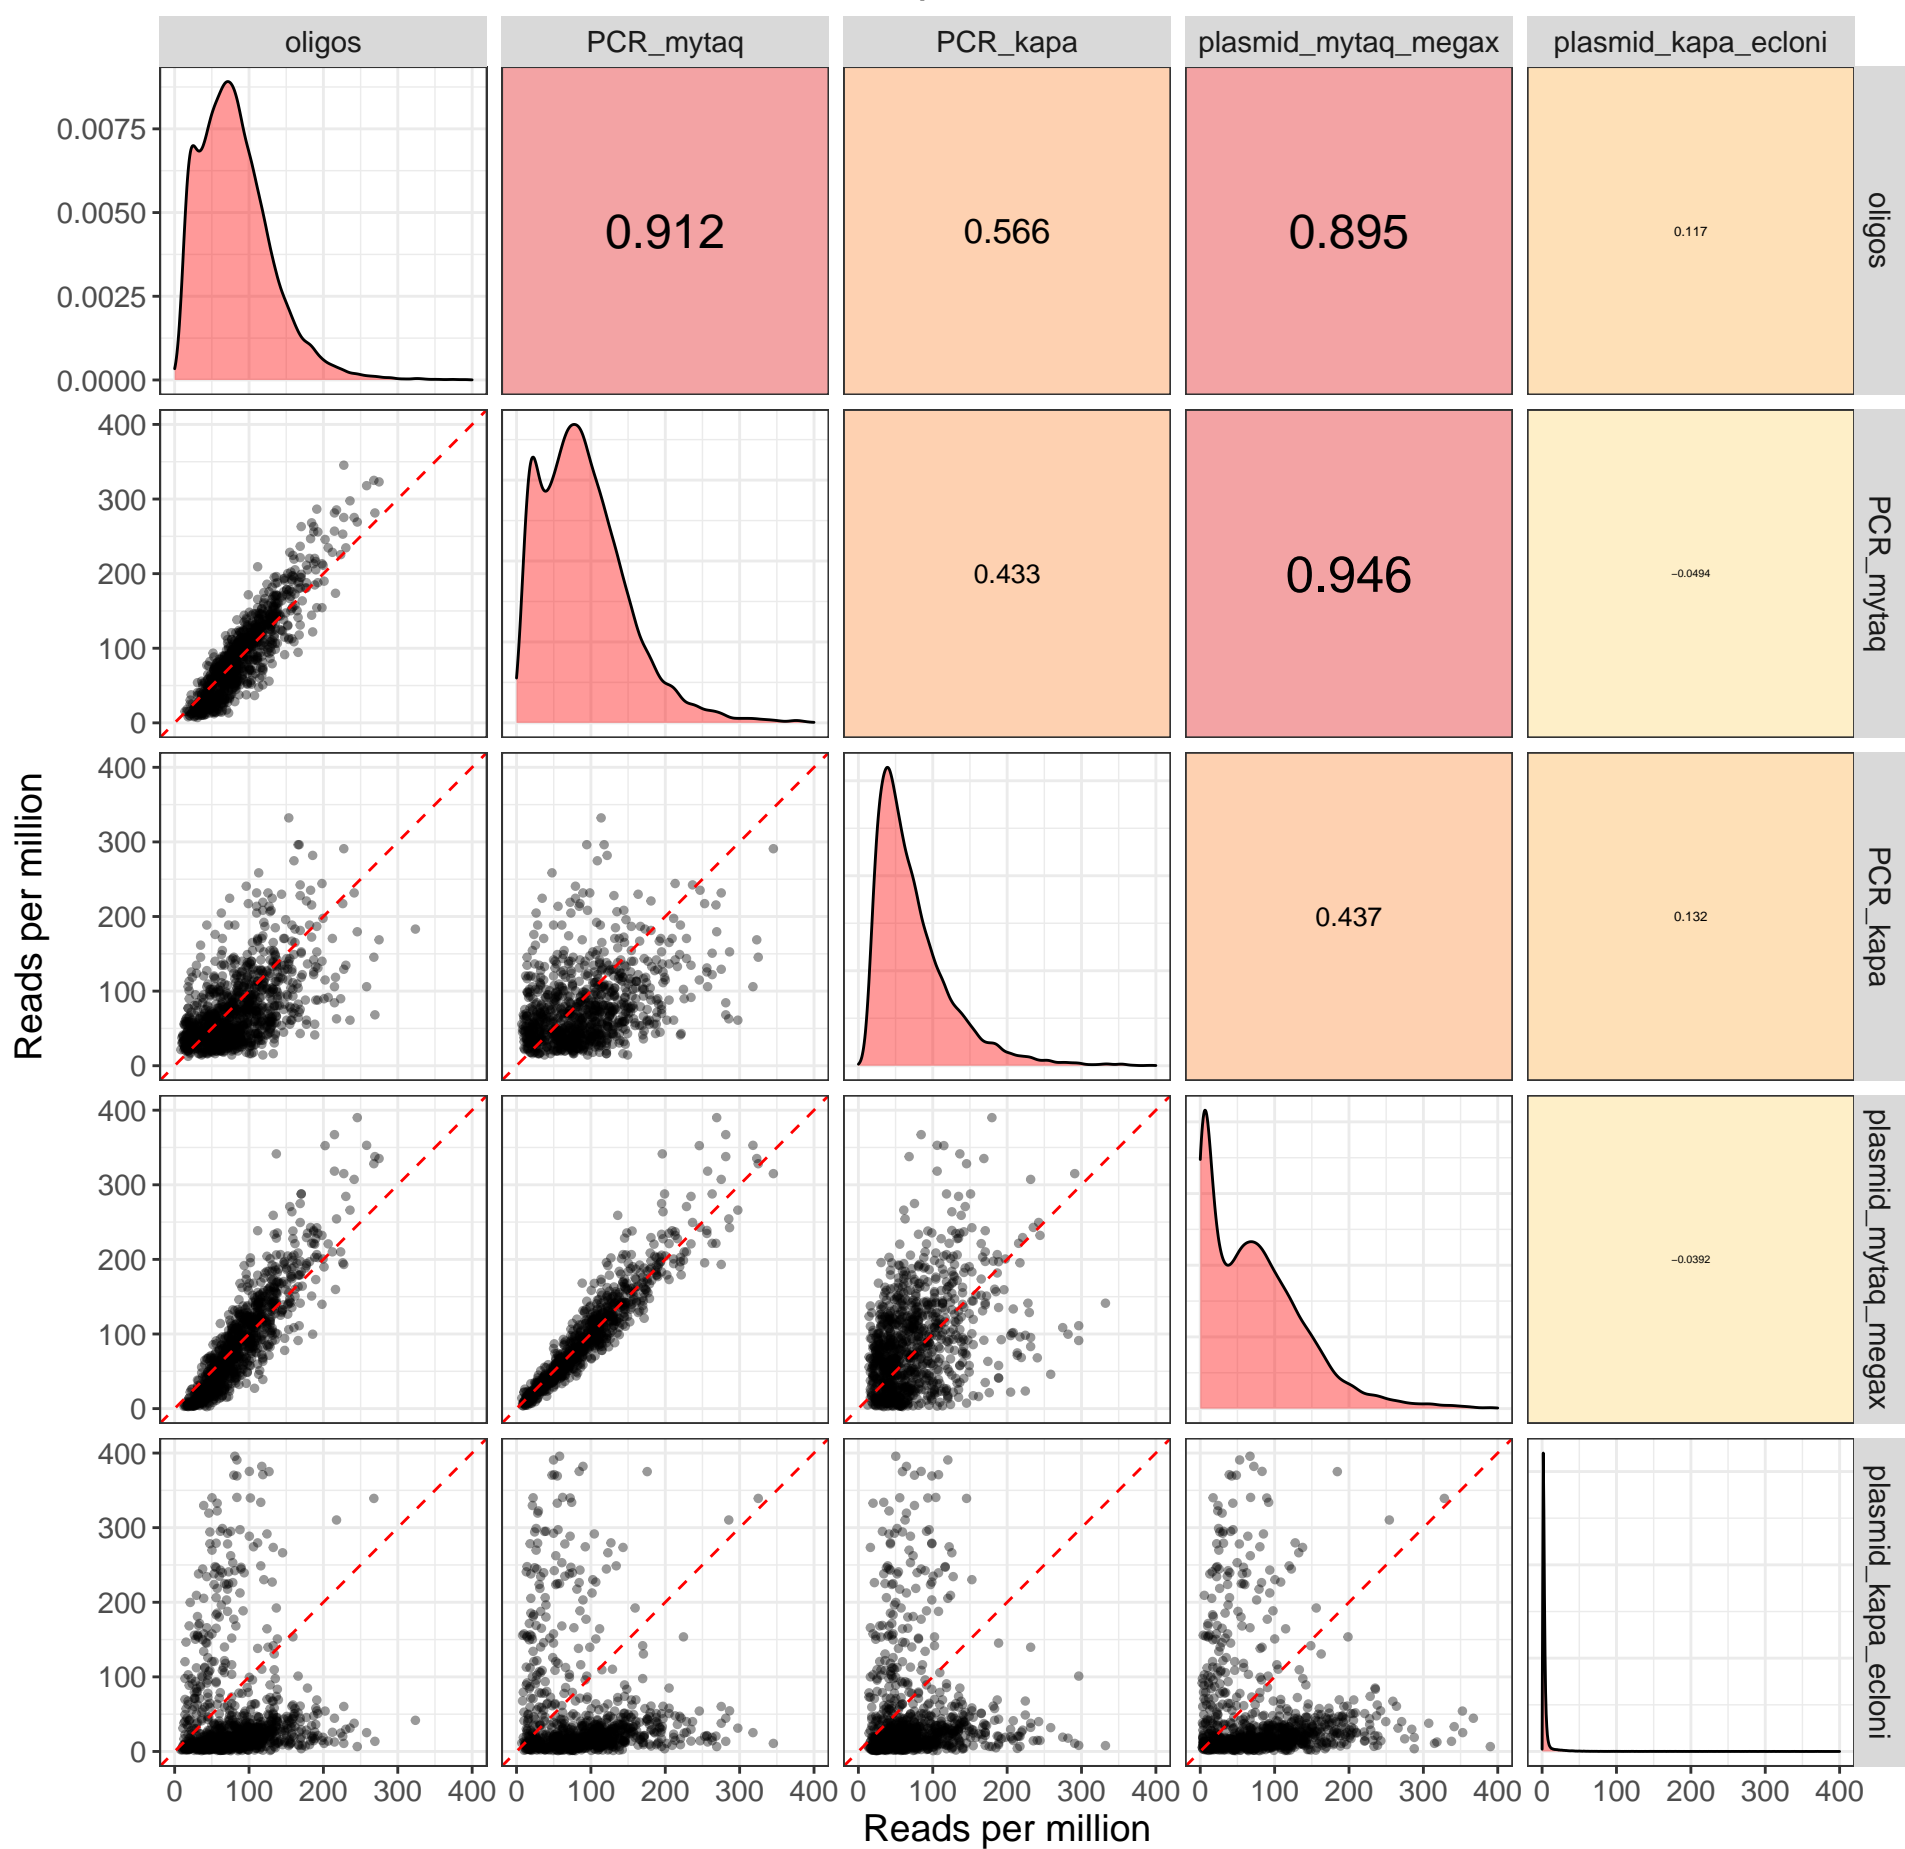 oligos
PCR_mytaq
PCR_kapa
plasmid_mytaq_megax
plasmid_kapa_ecloni
0.0075
0.0050
0.0025
0.0000
0.912
0.566
0.895
0.117
oligos
400
300
200
100
0
0.433
0.946
−0.0494
PCR_mytaq
400
300
200
100
0
0.437
0.132
PCR_kapa
400
300
200
100
0
−0.0392
plasmid_mytaq_megax
400
300
200
100
0
plasmid_kapa_ecloni
0 100 200 300 400
0 100 200 300 400
0 100 200 300 400
0 100 200 300 400
0 100 200 300 400
Reads per million
Reads per million